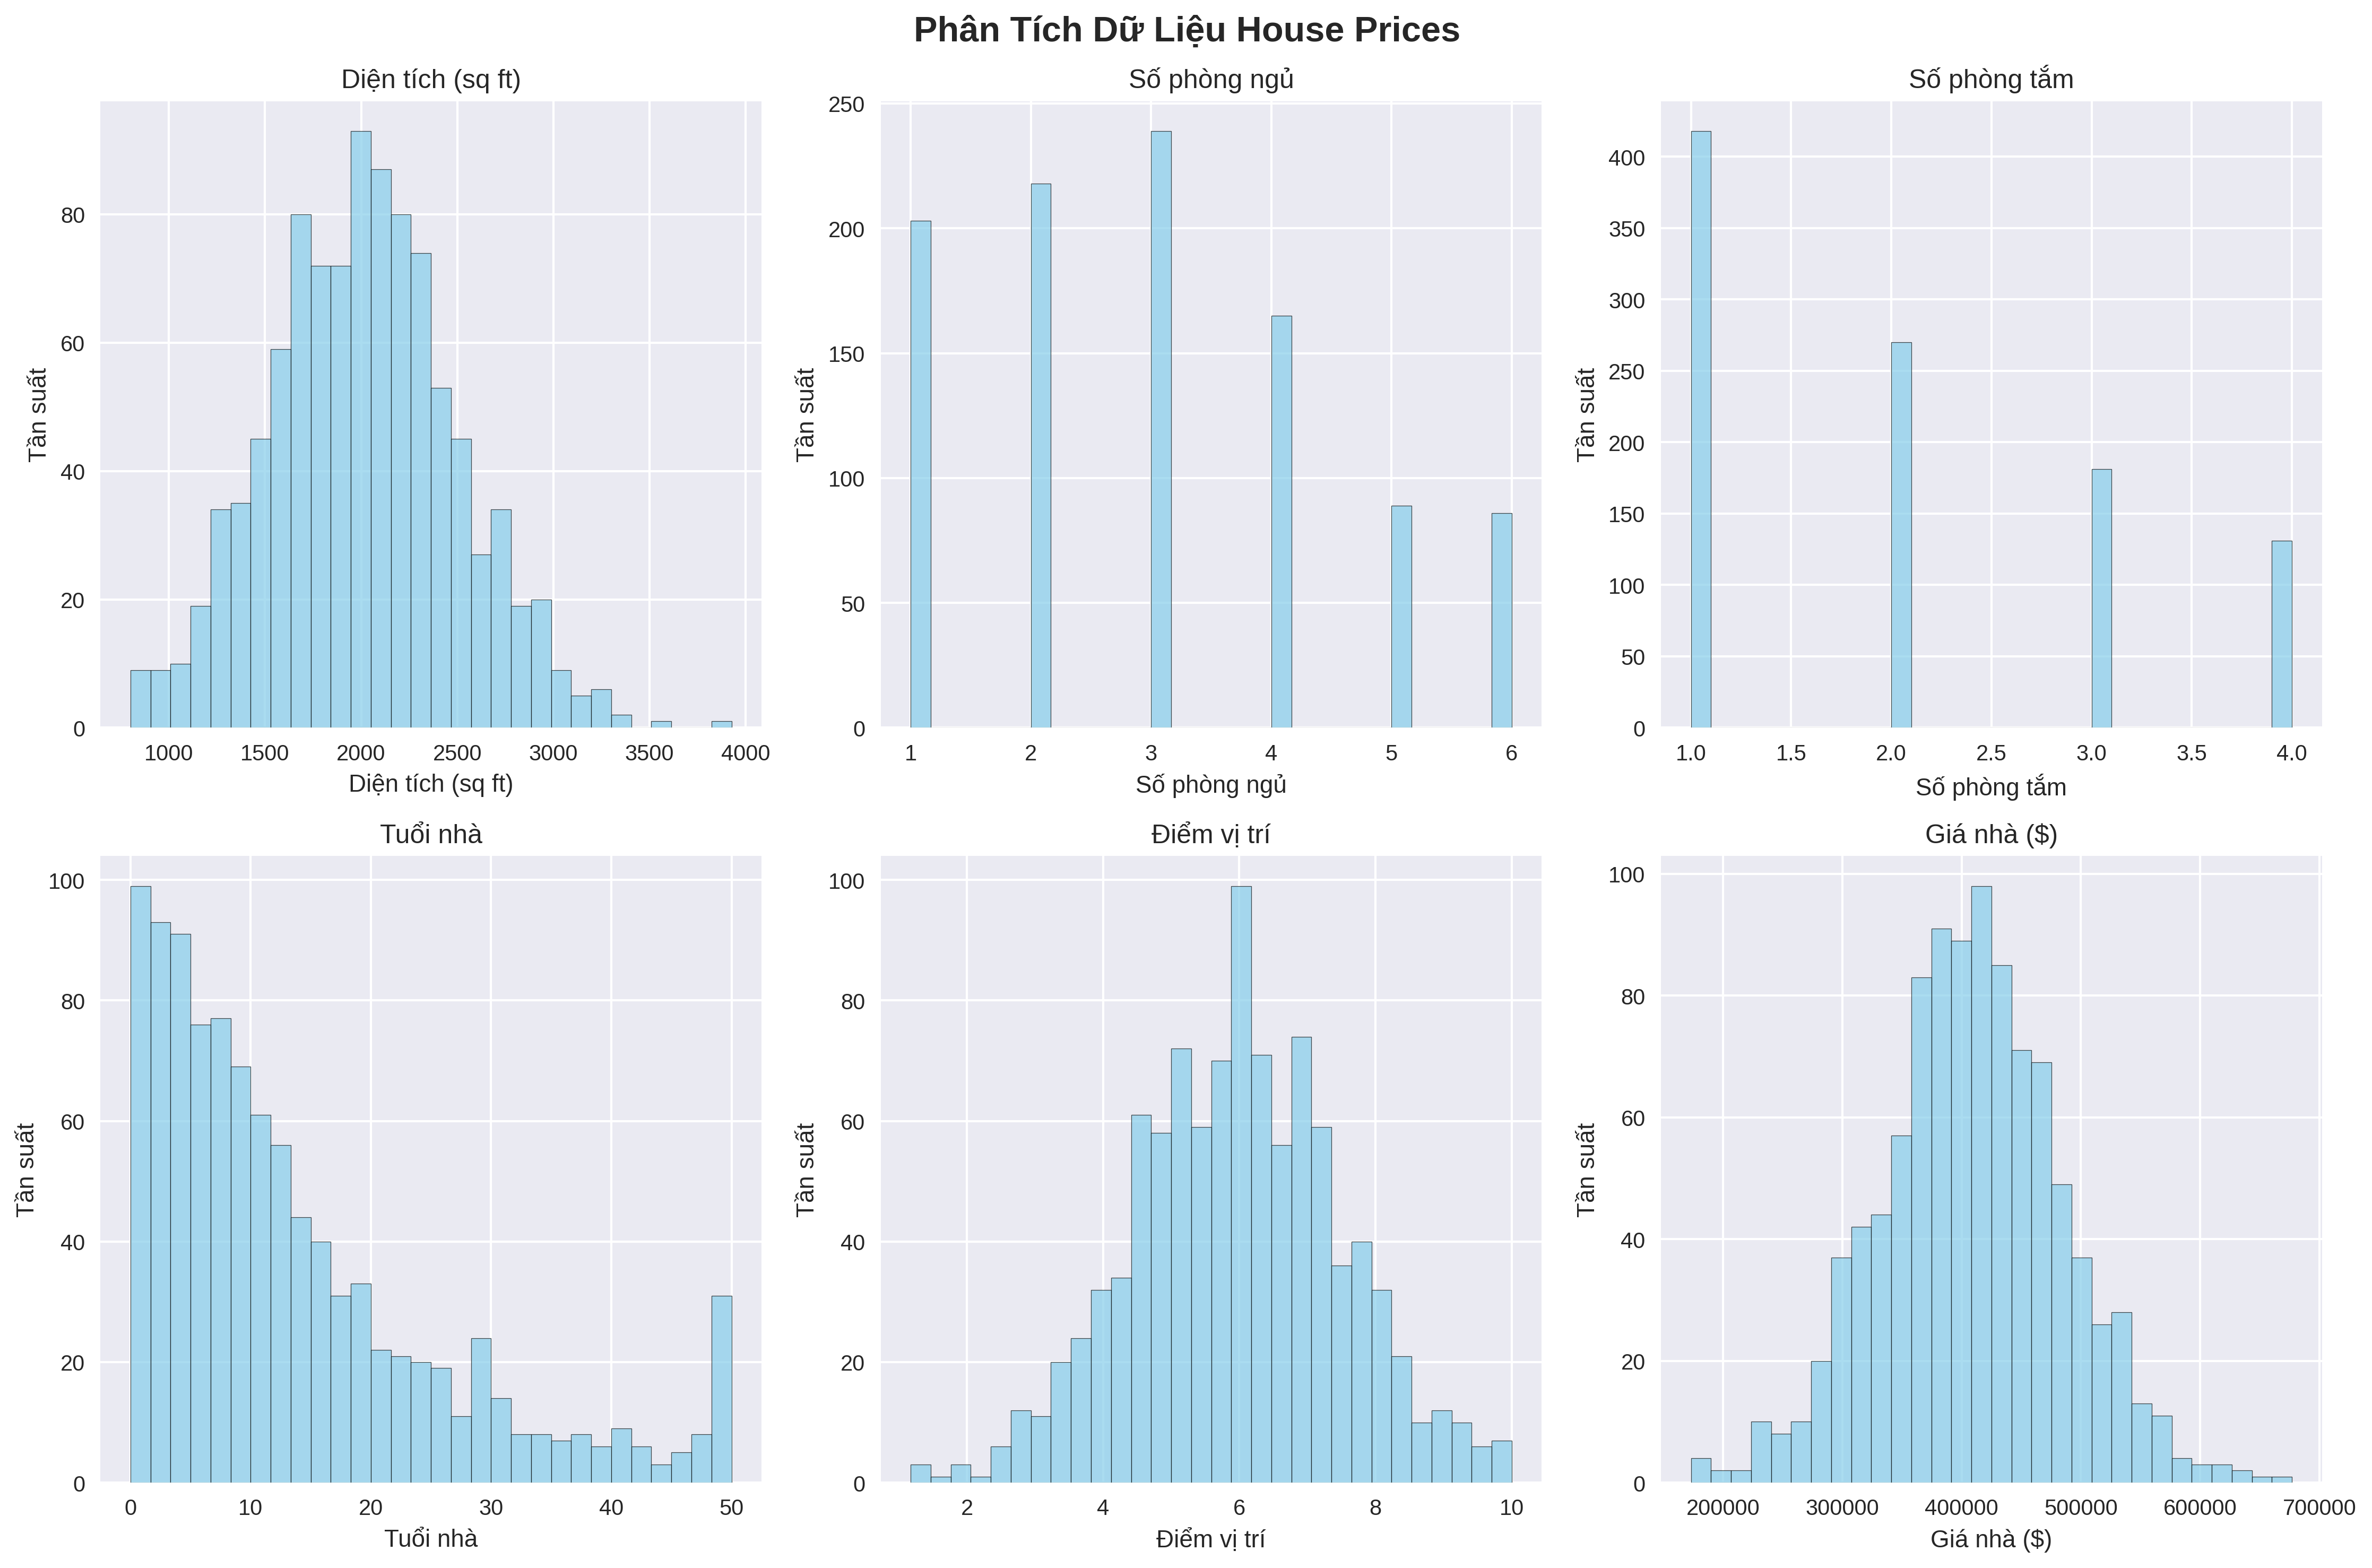 Phân Tích Dữ Liệu House Prices
Diện tích (sq ft)
Tần suất
80
60
40
20
0
1000 1500 2000 2500 3000 3500 4000
Diện tích (sq ft)
Số phòng ngủ
Tần suất
250
200
150
100
50
0
1 2 3 4 5 6
Số phòng ngủ
Số phòng tắm
Tần suất
400
350
300
250
200
150
100
50
0
1.0 1.5 2.0 2.5 3.0 3.5 4.0
Số phòng tắm
Tuổi nhà
Tần suất
100
80
60
40
20
0
0 10 20 30 40 50
Tuổi nhà
Điểm vị trí
Tần suất
100
80
60
40
20
0
2 4 6 8 10
Điểm vị trí
Giá nhà ($)
Tần suất
100
80
60
40
20
0
200000 300000 400000 500000 600000 700000
Giá nhà ($)